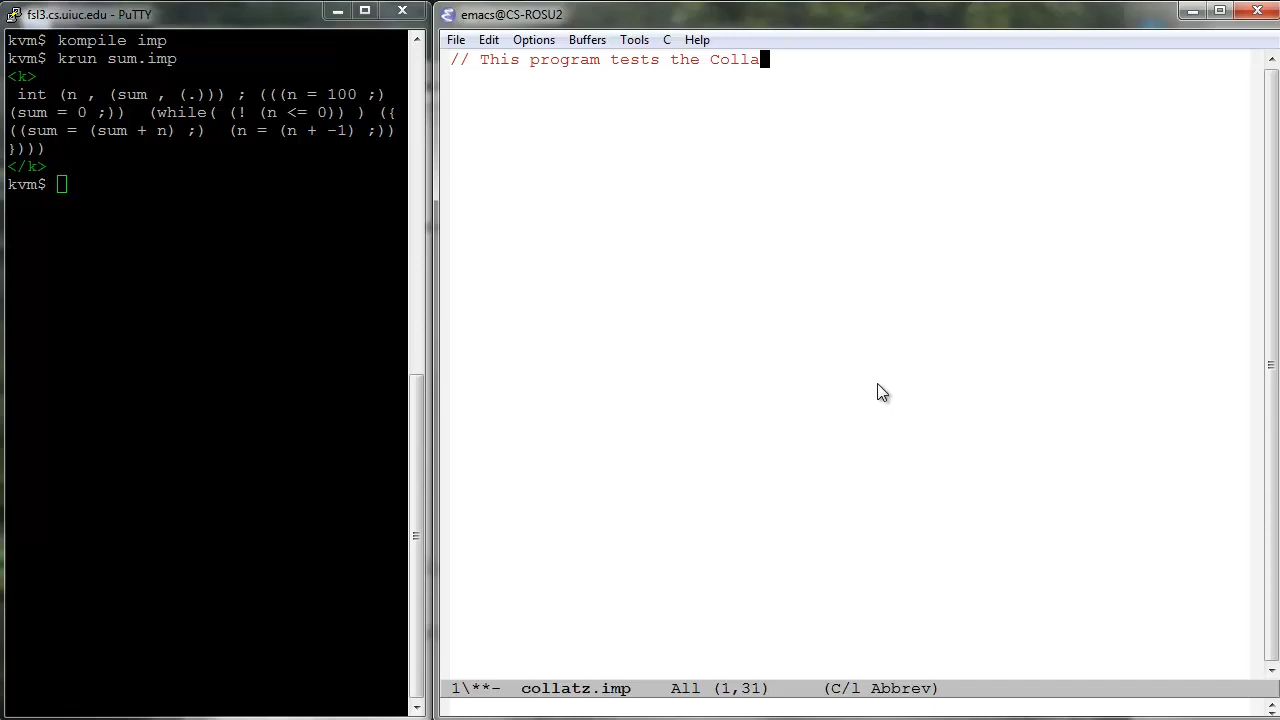 fsl3.cs.uiuc.edu - PuTTY
kvm$ kompile imp
kvm$ krun sum.imp
<k>
 int (n , (sum , (.))) ; (((n = 100 ;)
(sum = 0 ;))  (while( (! (n <= 0)) ) ({
((sum = (sum + n) ;)  (n = (n + -1) ;))
})))
</k>
kvm$
emacs@CS-ROSU2
File Edit Options Buffers Tools C Help
// This program tests the Colla
1\**-  collatz.imp    All (1,31)     (C/l Abbrev)